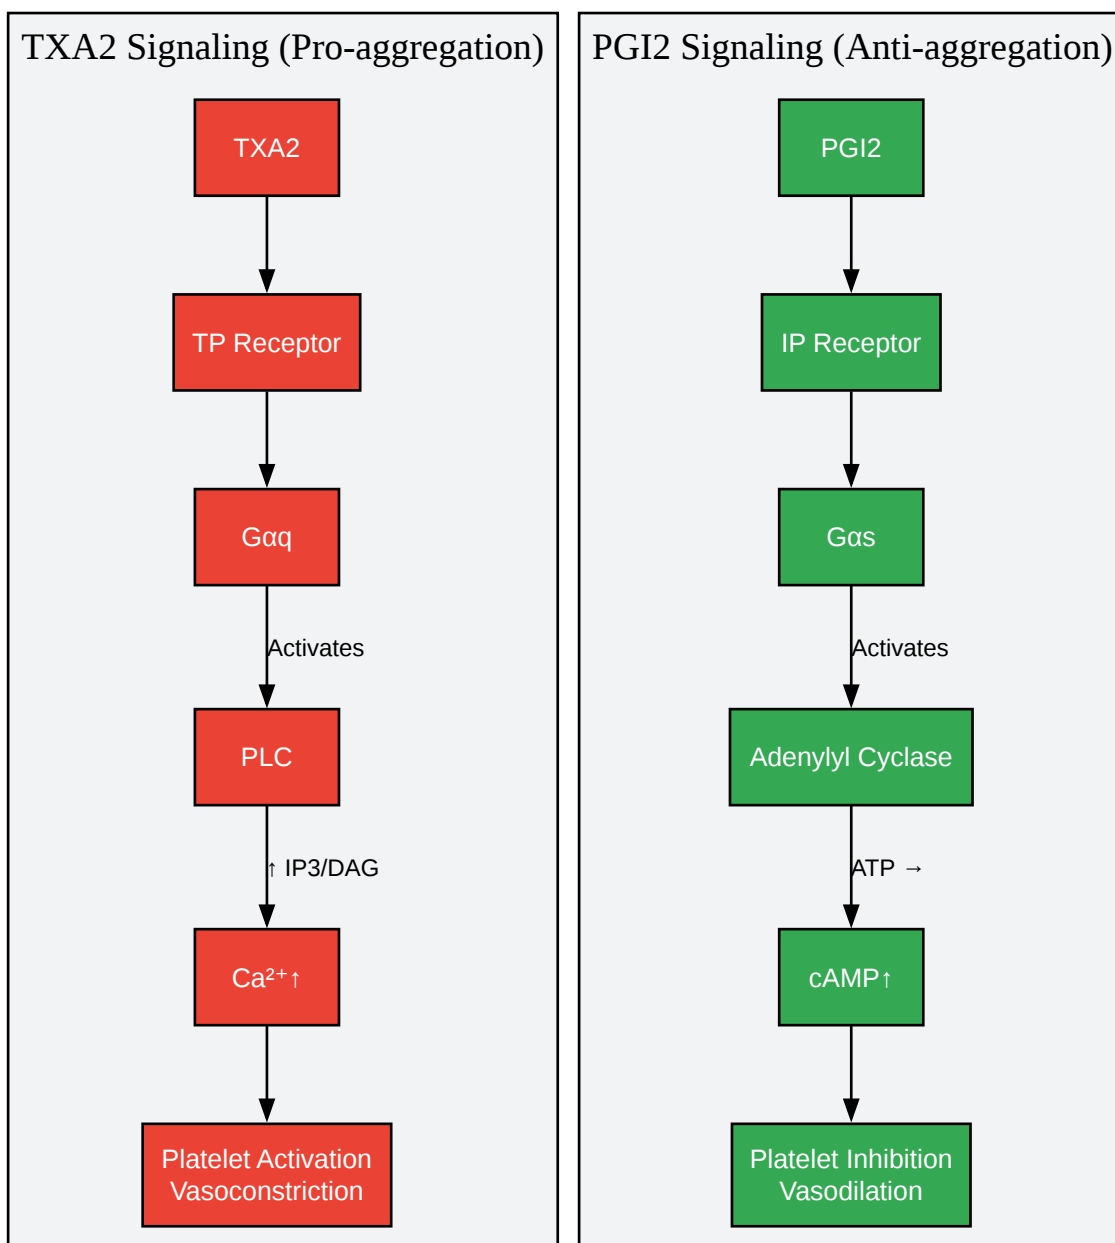 TXA2 Signaling (Pro-aggregation)
TXA2
TP Receptor
Gαq
Activates
PLC
↑ IP3/DAG
Ca²⁺↑
Platelet Activation
Vasoconstriction
PGI2 Signaling (Anti-aggregation)
PGI2
IP Receptor
Gαs
Activates
Adenylyl Cyclase
ATP →
cAMP↑
Platelet Inhibition
Vasodilation